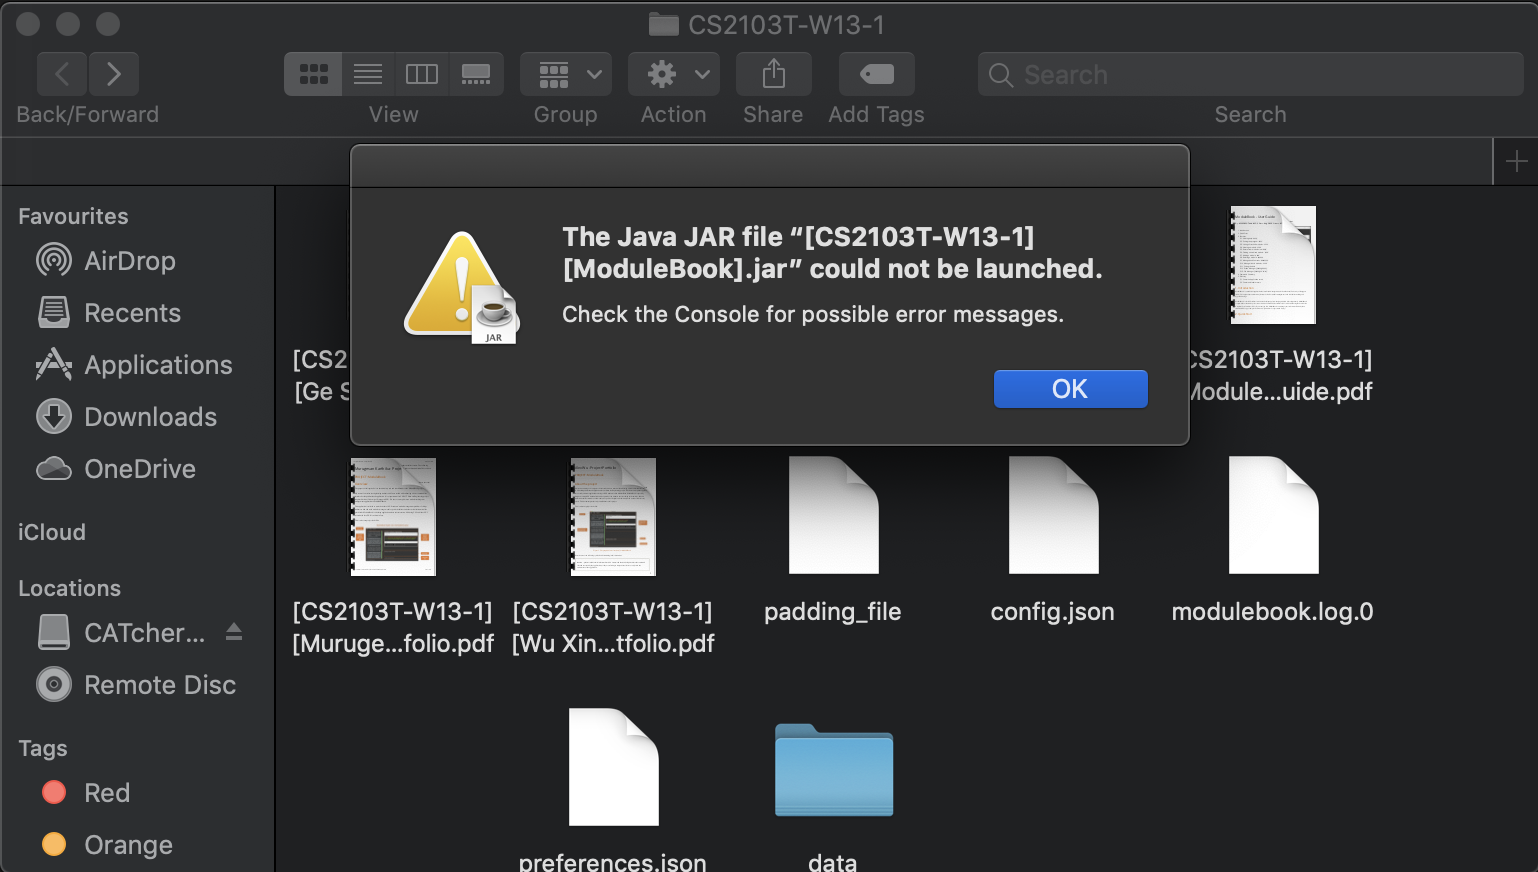 CS2103T-W13-1
Search
Back/Forward
View
Group
Action
Share
Add Tags
Search
Favourites
AirDrop
Recents
Applications
Downloads
OneDrive
iCloud
Locations
CATcher...
Remote Disc
Tags
Red
Orange
The Java JAR file “[CS2103T-W13-1]
[ModuleBook].jar” could not be launched.
Check the Console for possible error messages.
JAR
OK
[CS2
[Ge S
CS2103T-W13-1]
Module...uide.pdf
[CS2103T-W13-1]
[Muruge...folio.pdf
[CS2103T-W13-1]
[Wu Xin...tfolio.pdf
padding_file
config.json
modulebook.log.0
preferences.json
data